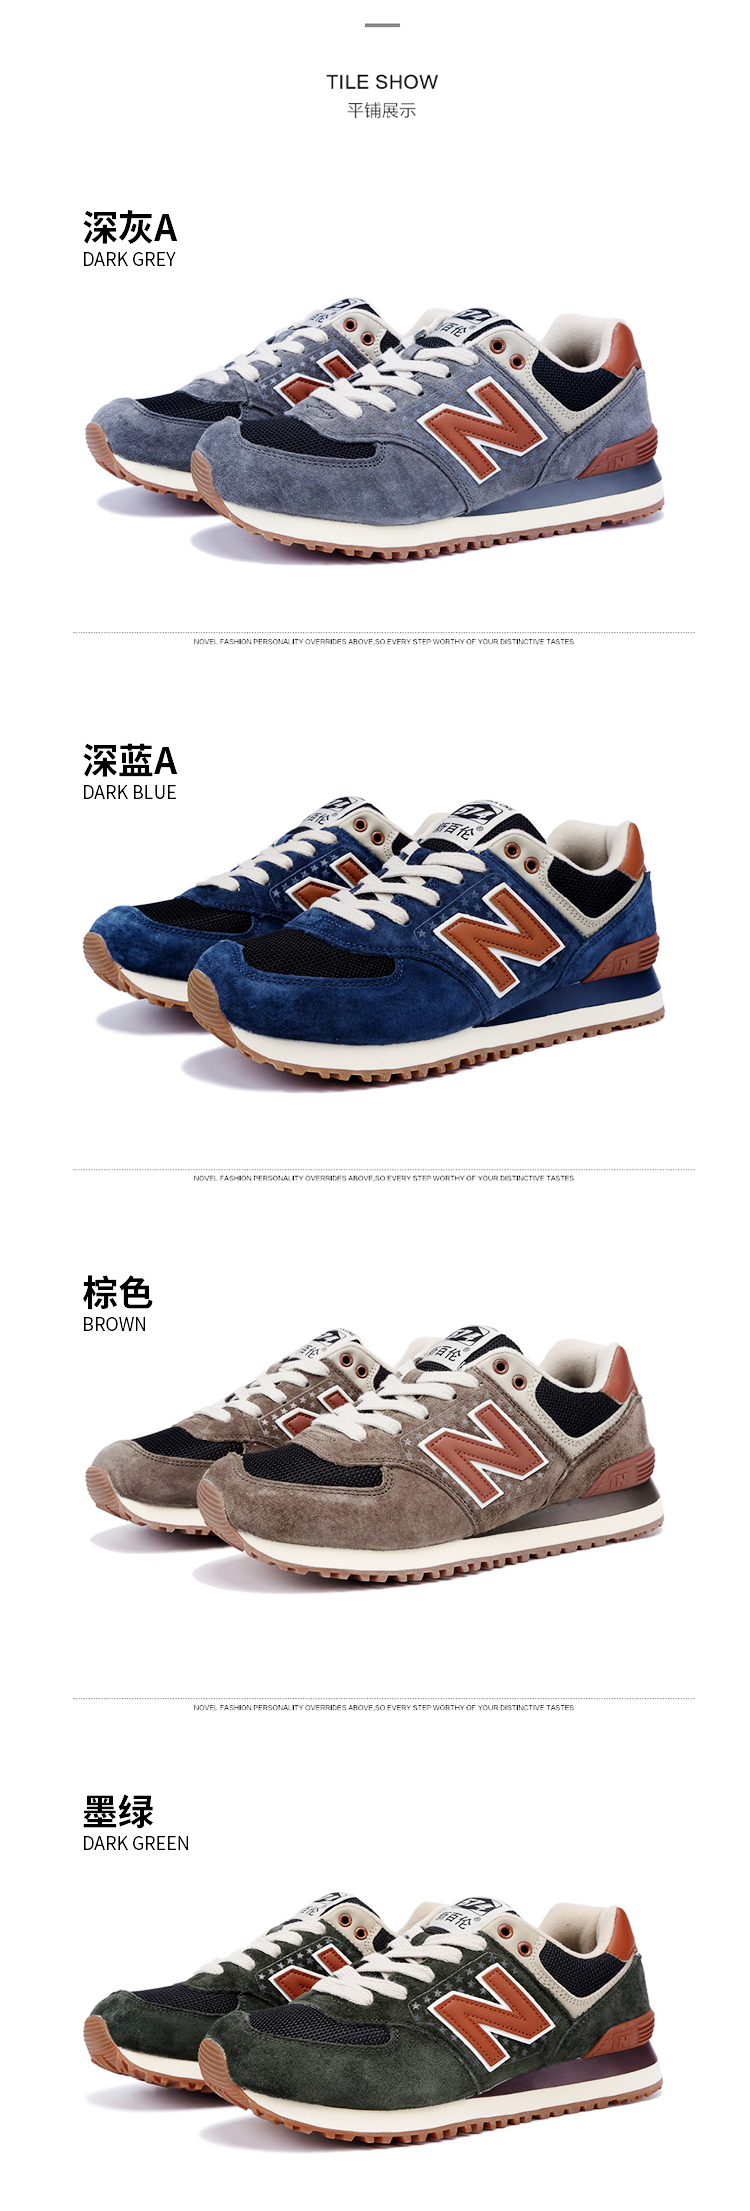 TILE SHOW
平铺展示
深灰A
DARK GREY
新百伦
N
NOVEL FASHION PERSONALITY OVERRIDES ABOVE,SO EVERY STEP WORTHY OF YOUR DISTINCTIVE TASTES
深蓝A
DARK BLUE
新百伦®
N
NOVEL FASHION PERSONALITY OVERRIDES ABOVE,SO EVERY STEP WORTHY OF YOUR DISTINCTIVE TASTES
棕色
BROWN
新百伦
N
NOVEL FASHION PERSONALITY OVERRIDES ABOVE,SO EVERY STEP WORTHY OF YOUR DISTINCTIVE TASTES
墨绿
DARK GREEN
新百伦®
N